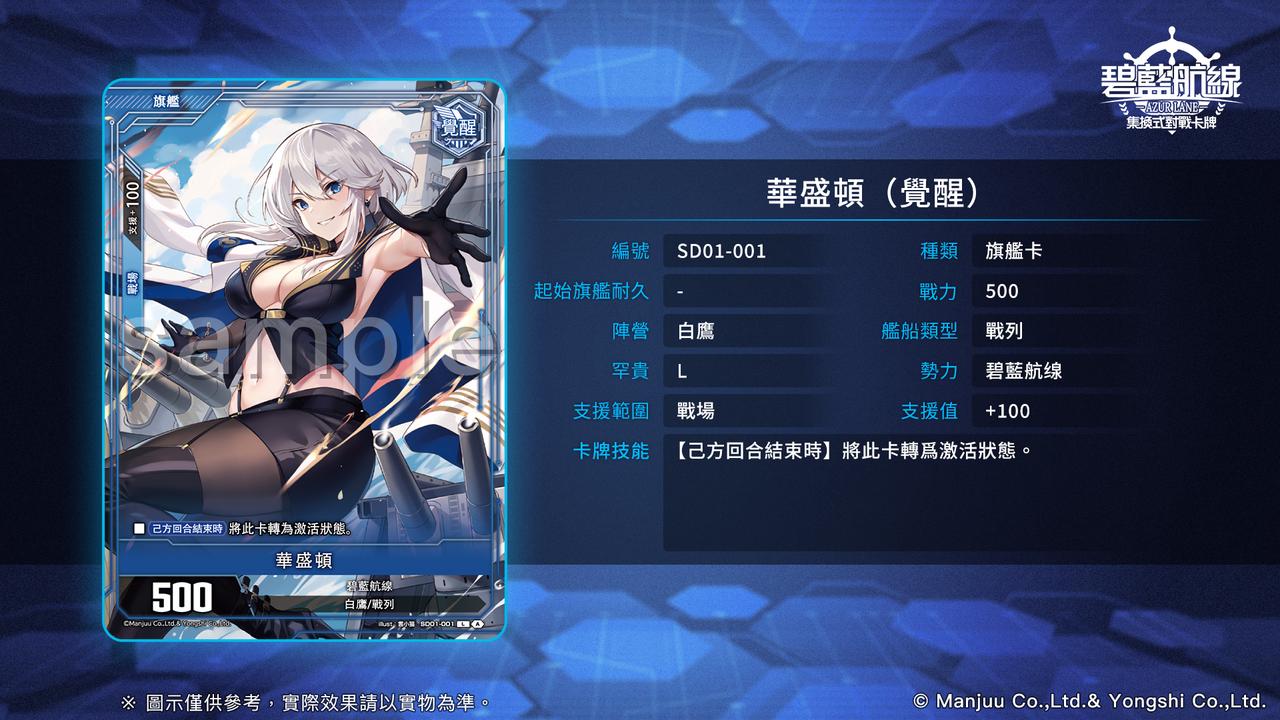 旗艦
覺醒
支援+100
戰場
sample
己方回合結束時 將此卡轉為激活狀態。
華盛頓
500
碧藍航線
白鷹/戰列
©Manjuu Co.,Ltd.& Yongshi Co.,Ltd.
SD01-001 L A
碧藍航線
AZUR LANE
集換式對戰卡牌
華盛頓（覺醒）
編號 SD01-001 種類 旗艦卡
起始旗艦耐久 - 戰力 500
陣營 白鷹 艦船類型 戰列
罕貴 L 勢力 碧藍航线
支援範圍 戰場 支援值 +100
卡牌技能 【己方回合結束時】將此卡轉爲激活狀態。
※ 圖示僅供參考，實際效果請以實物為準。
© Manjuu Co.,Ltd.& Yongshi Co.,Ltd.